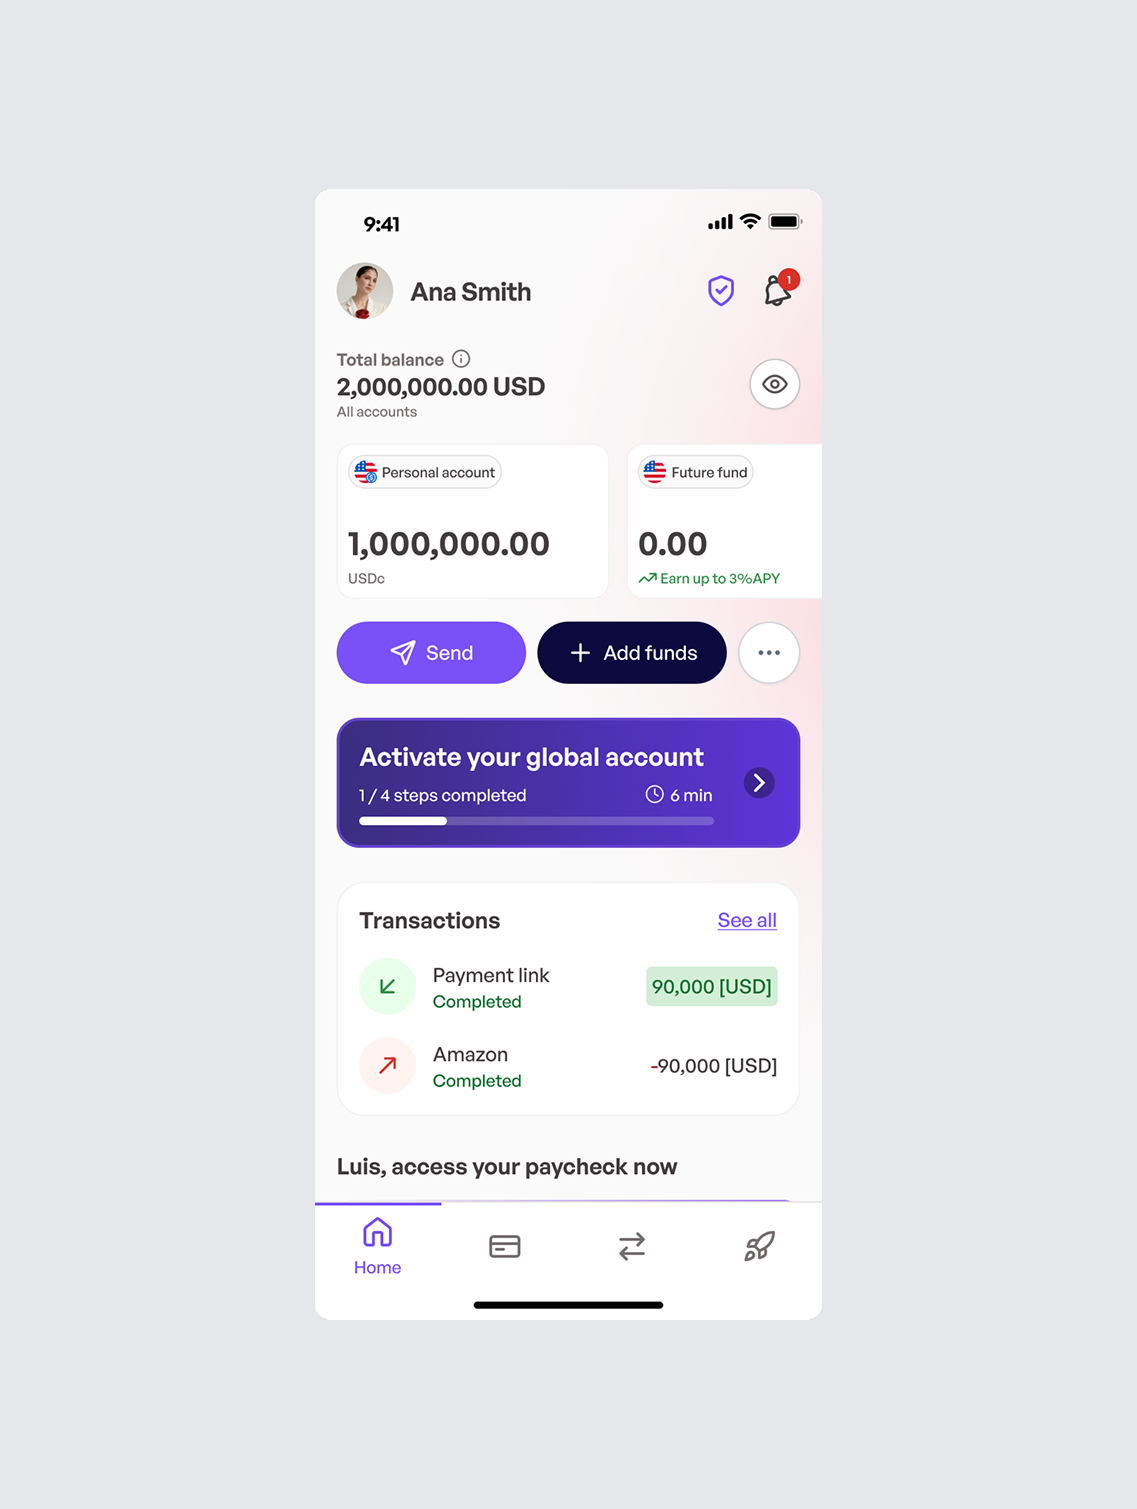 9:41
Ana Smith
1
Total balance
2,000,000.00 USD
All accounts
Personal account
1,000,000.00
USDc
Future fund
0.00
Earn up to 3%APY
Send
Add funds
Activate your global account
1 / 4 steps completed
6 min
Transactions
See all
Payment link
Completed
90,000 [USD]
Amazon
Completed
-90,000 [USD]
Luis, access your paycheck now
Home